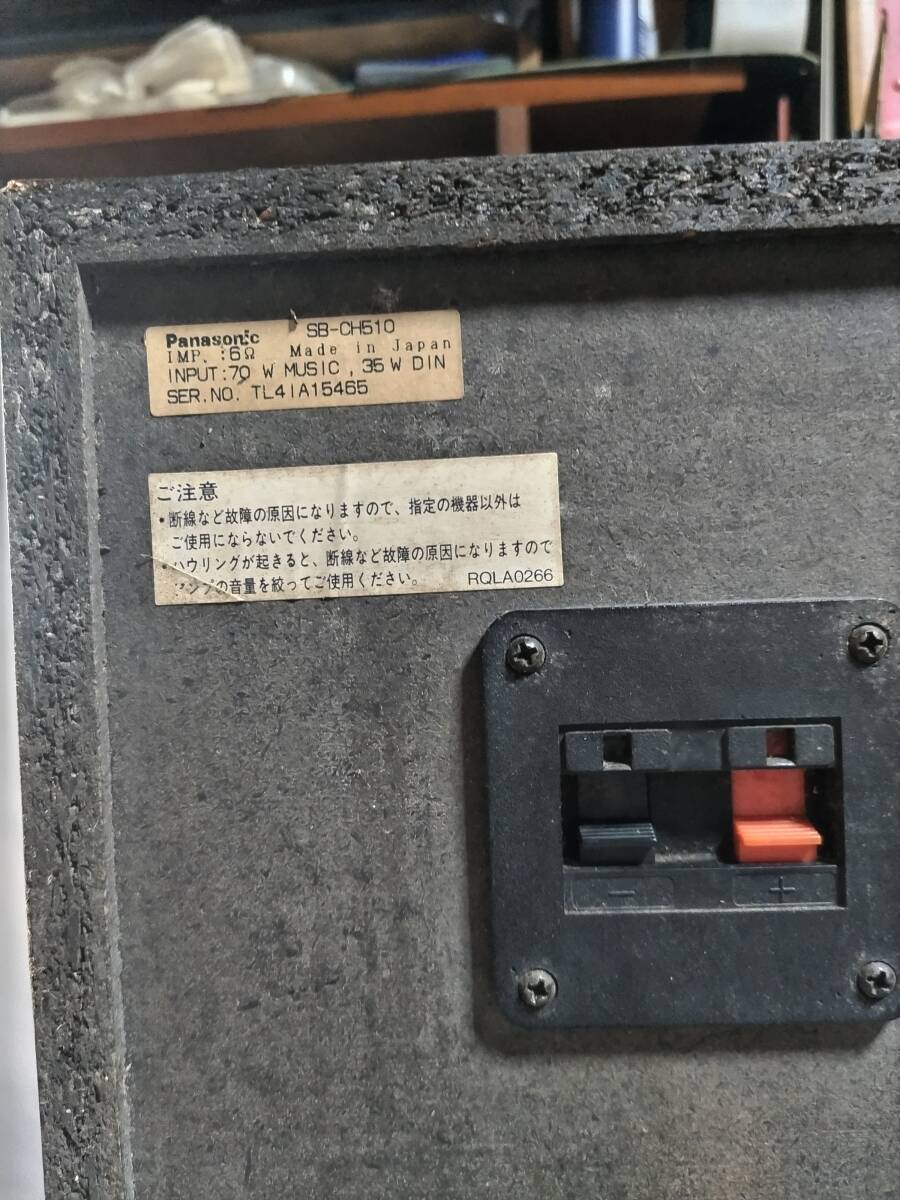 Panasonic SB-CH510
IMP. :6Ω Made in Japan
INPUT:70 W MUSIC , 35 W DIN
SER.NO. TL4IA15465
ご注意
•断線など故障の原因になりますので、指定の機器以外は
ご使用にならないでください。
•ハウリングが起きると、断線など故障の原因になりますので
アンプの音量を絞ってご使用ください。 RQLA0266
− +